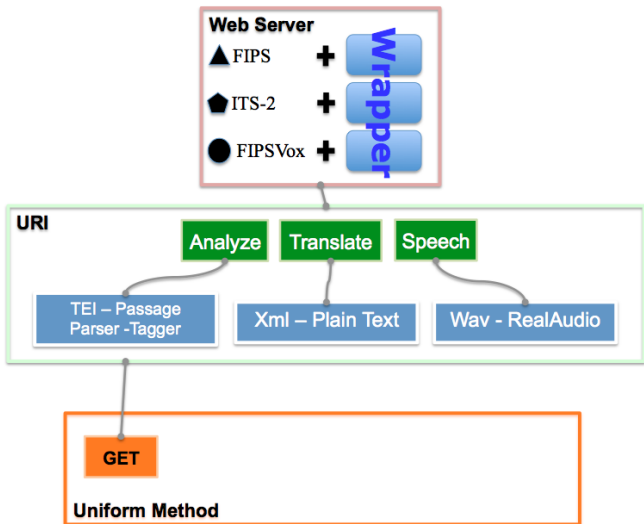 Web Server
FIPS
ITS-2
FIPSVox
Wrapper
URI
Analyze
Translate
Speech
TEI – Passage
Parser -Tagger
Xml – Plain Text
Wav - RealAudio
GET
Uniform Method